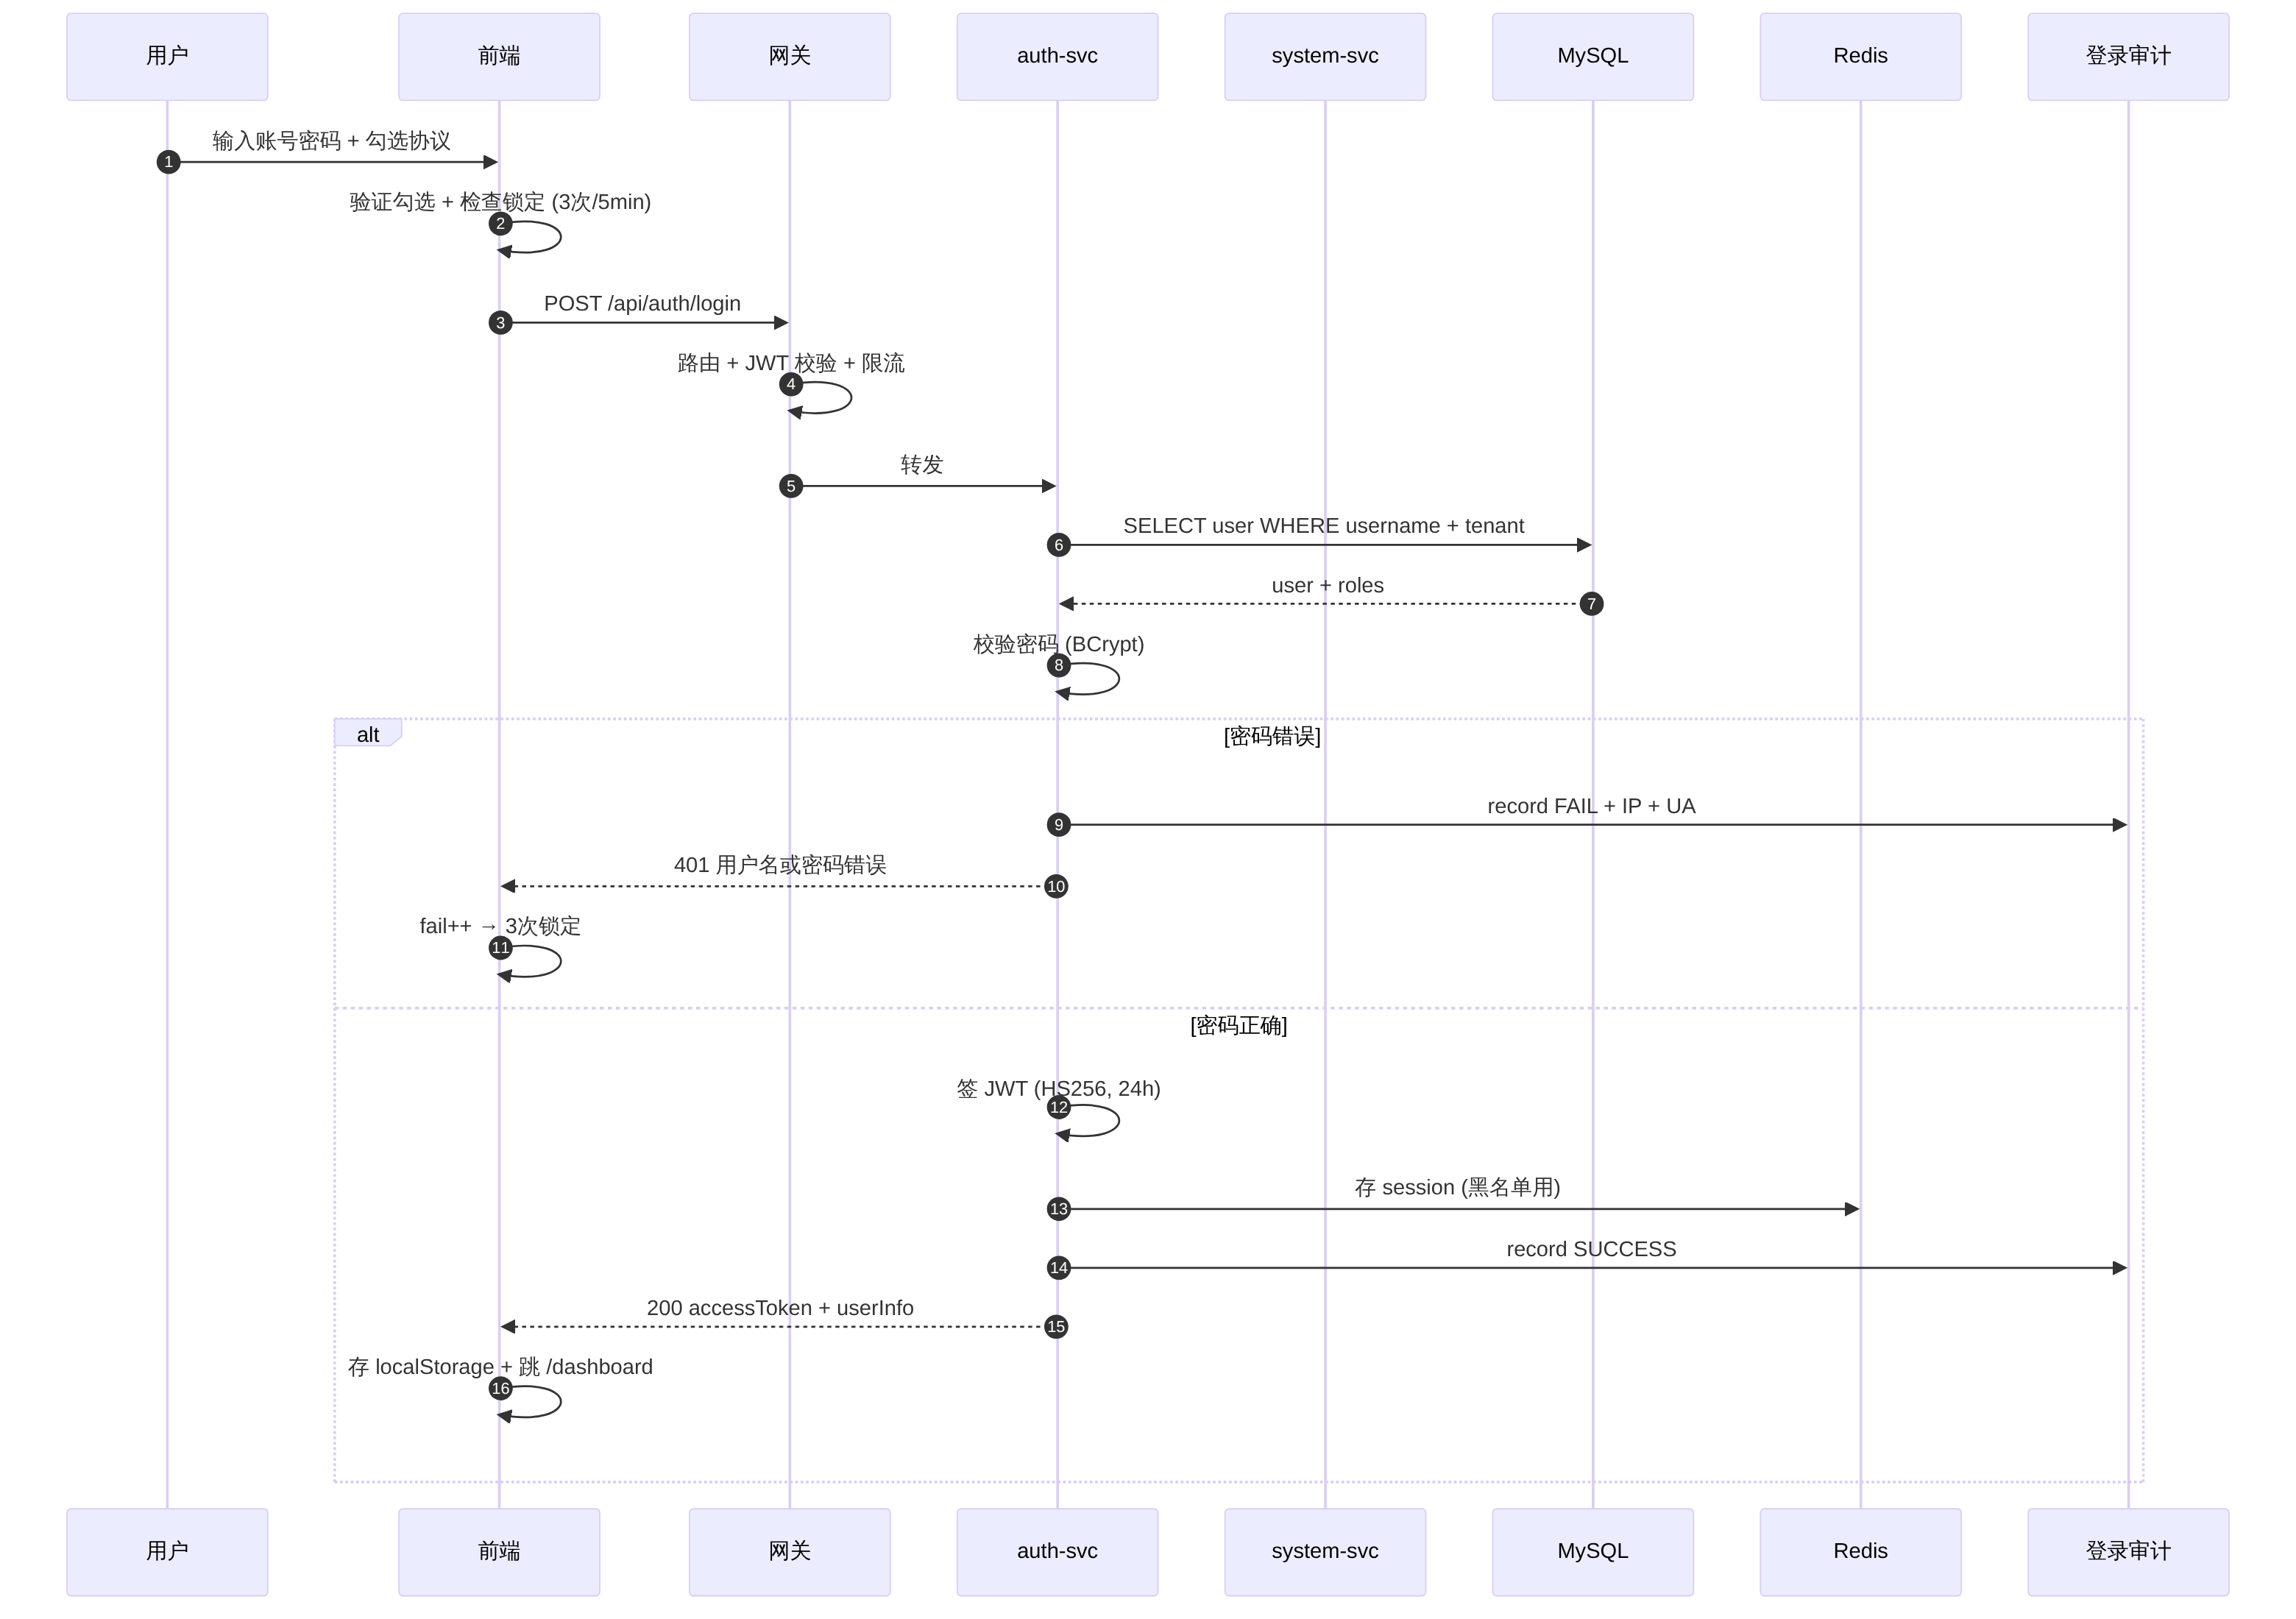 用户
前端
网关
auth-svc
system-svc
MySQL
Redis
登录审计
输入账号密码 + 勾选协议
1
验证勾选 + 检查锁定 (3次/5min)
2
POST /api/auth/login
3
路由 + JWT 校验 + 限流
4
转发
5
SELECT user WHERE username + tenant
6
user + roles
7
校验密码 (BCrypt)
8
alt
[密码错误]
record FAIL + IP + UA
9
401 用户名或密码错误
10
fail++ → 3次锁定
11
[密码正确]
签 JWT (HS256, 24h)
12
存 session (黑名单用)
13
record SUCCESS
14
200 accessToken + userInfo
15
存 localStorage + 跳 /dashboard
16
用户
前端
网关
auth-svc
system-svc
MySQL
Redis
登录审计